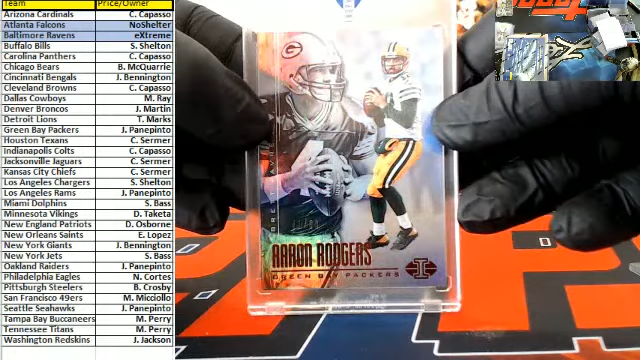 Team Price/Owner
Arizona Cardinals C. Capasso
Atlanta Falcons NoShelter
Baltimore Ravens eXtreme
Buffalo Bills S. Shelton
Carolina Panthers C. Capasso
Chicago Bears B. McQuarrie
Cincinnati Bengals J. Bennington
Cleveland Browns C. Capasso
Dallas Cowboys M. Ray
Denver Broncos J. Martin
Detroit Lions T. Marks
Green Bay Packers J. Panepinto
Houston Texans C. Sermer
Indianapolis Colts C. Capasso
Jacksonville Jaguars C. Sermer
Kansas City Chiefs C. Sermer
Los Angeles Chargers S. Shelton
Los Angeles Rams J. Panepinto
Miami Dolphins S. Bass
Minnesota Vikings D. Taketa
New England Patriots D. Osborne
New Orleans Saints E. Lopez
New York Giants J. Bennington
New York Jets S. Bass
Oakland Raiders J. Panepinto
Philadelphia Eagles N. Cortes
Pittsburgh Steelers B. Crosby
San Francisco 49ers M. Micciolo
Seattle Seahawks J. Panepinto
Tampa Bay Buccaneers M. Perry
Tennessee Titans M. Perry
Washington Redskins J. Jackson
AARON RODGERS
GREEN BAY PACKERS